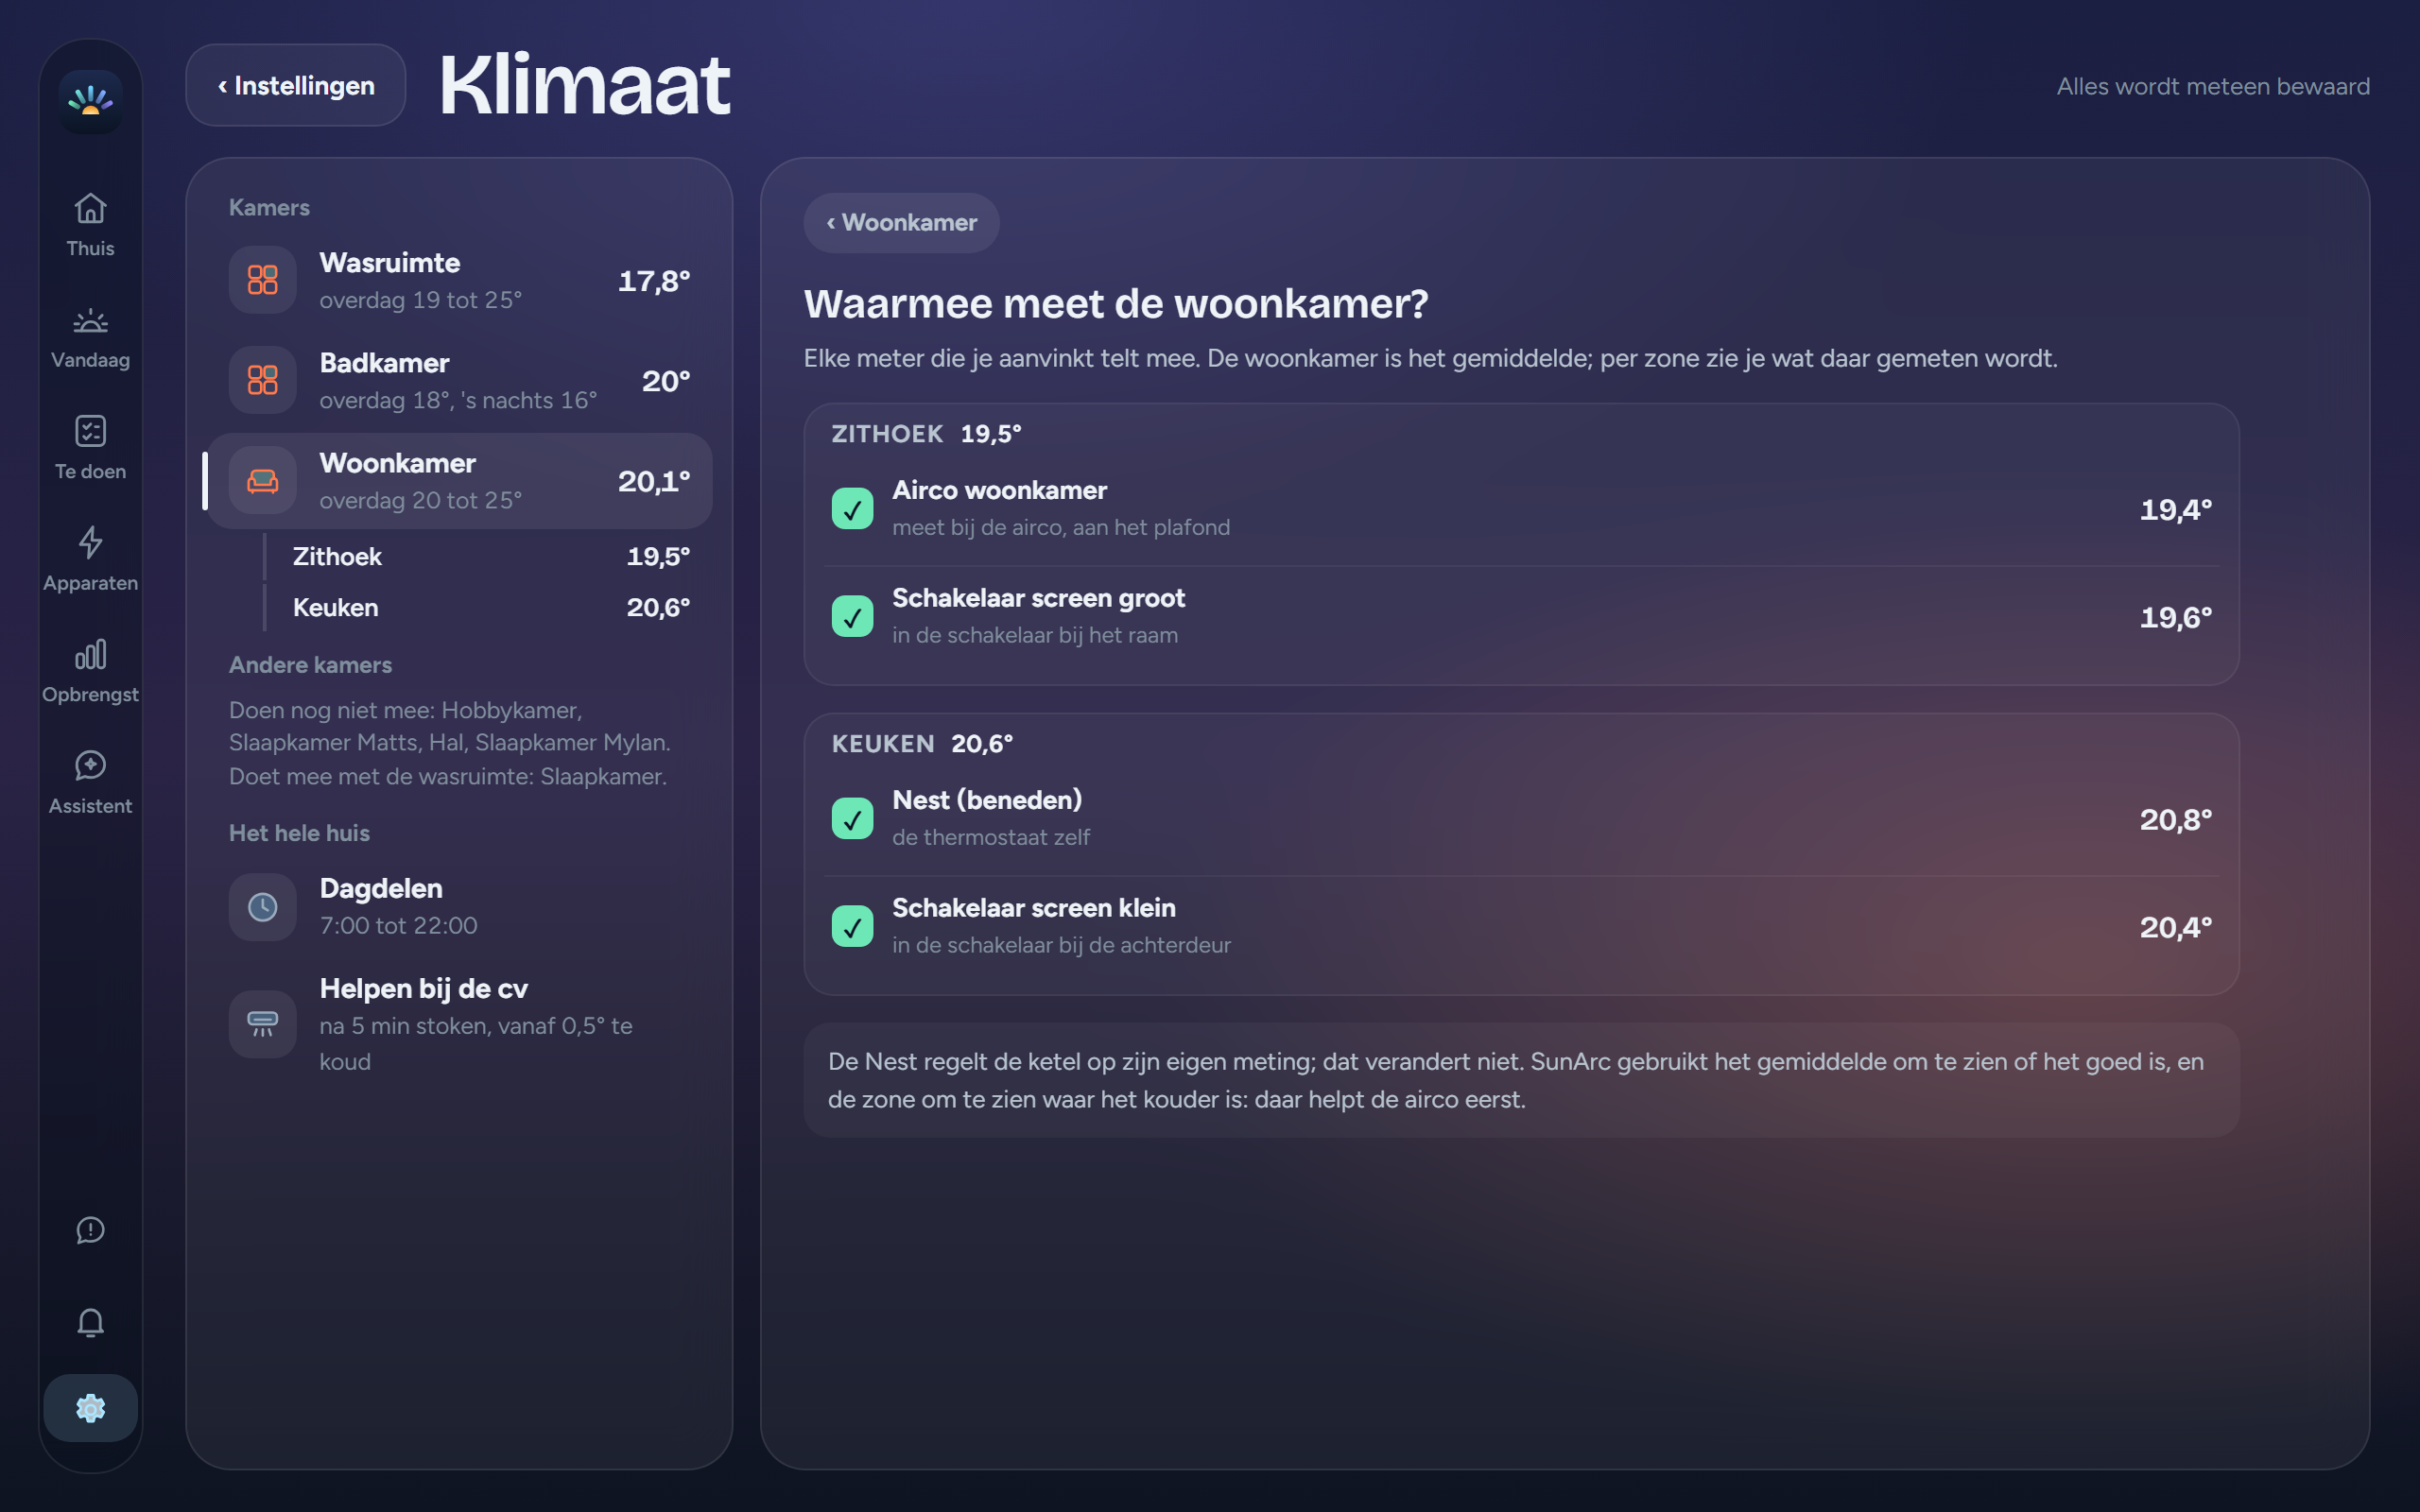 ‹ Instellingen
Klimaat
Alles wordt meteen bewaard
Thuis
Vandaag
Te doen
Apparaten
Opbrengst
Assistent
Kamers
Wasruimte
overdag 19 tot 25°
17,8°
Badkamer
overdag 18°, 's nachts 16°
20°
Woonkamer
overdag 20 tot 25°
20,1°
Zithoek
19,5°
Keuken
20,6°
Andere kamers
Doen nog niet mee: Hobbykamer,
Slaapkamer Matts, Hal, Slaapkamer Mylan.
Doet mee met de wasruimte: Slaapkamer.
Het hele huis
Dagdelen
7:00 tot 22:00
Helpen bij de cv
na 5 min stoken, vanaf 0,5° te
koud
‹ Woonkamer
Waarmee meet de woonkamer?
Elke meter die je aanvinkt telt mee. De woonkamer is het gemiddelde; per zone zie je wat daar gemeten wordt.
ZITHOEK 19,5°
Airco woonkamer
meet bij de airco, aan het plafond
19,4°
Schakelaar screen groot
in de schakelaar bij het raam
19,6°
KEUKEN 20,6°
Nest (beneden)
de thermostaat zelf
20,8°
Schakelaar screen klein
in de schakelaar bij de achterdeur
20,4°
De Nest regelt de ketel op zijn eigen meting; dat verandert niet. SunArc gebruikt het gemiddelde om te zien of het goed is, en
de zone om te zien waar het kouder is: daar helpt de airco eerst.